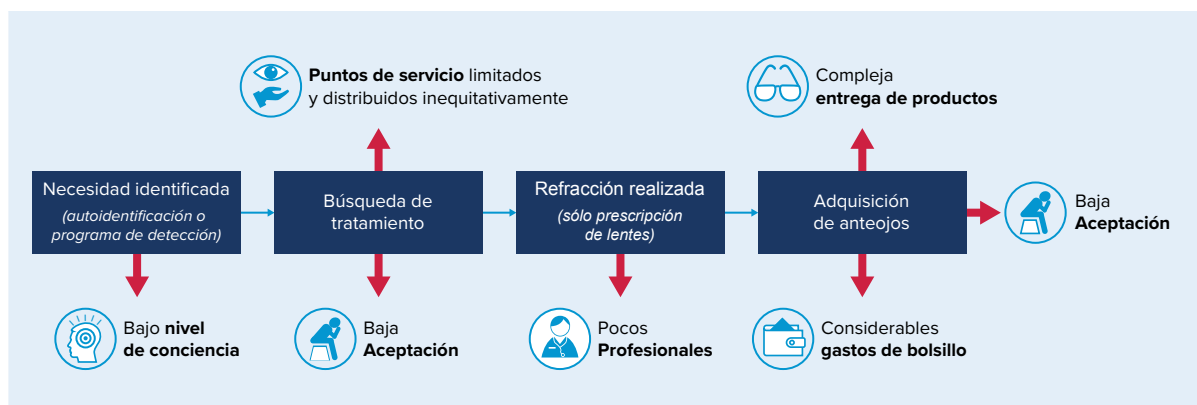 Puntos de servicio limitados
y distribuidos inequitativamente
Compleja
entrega de productos
Necesidad identificada
(autoidentificación o
programa de detección)
Búsqueda de
tratamiento
Refracción realizada
(sólo prescripción
de lentes)
Adquisición
de anteojos
Baja
Aceptación
Bajo nivel
de conciencia
Baja
Aceptación
Pocos
Profesionales
Considerables
gastos de bolsillo